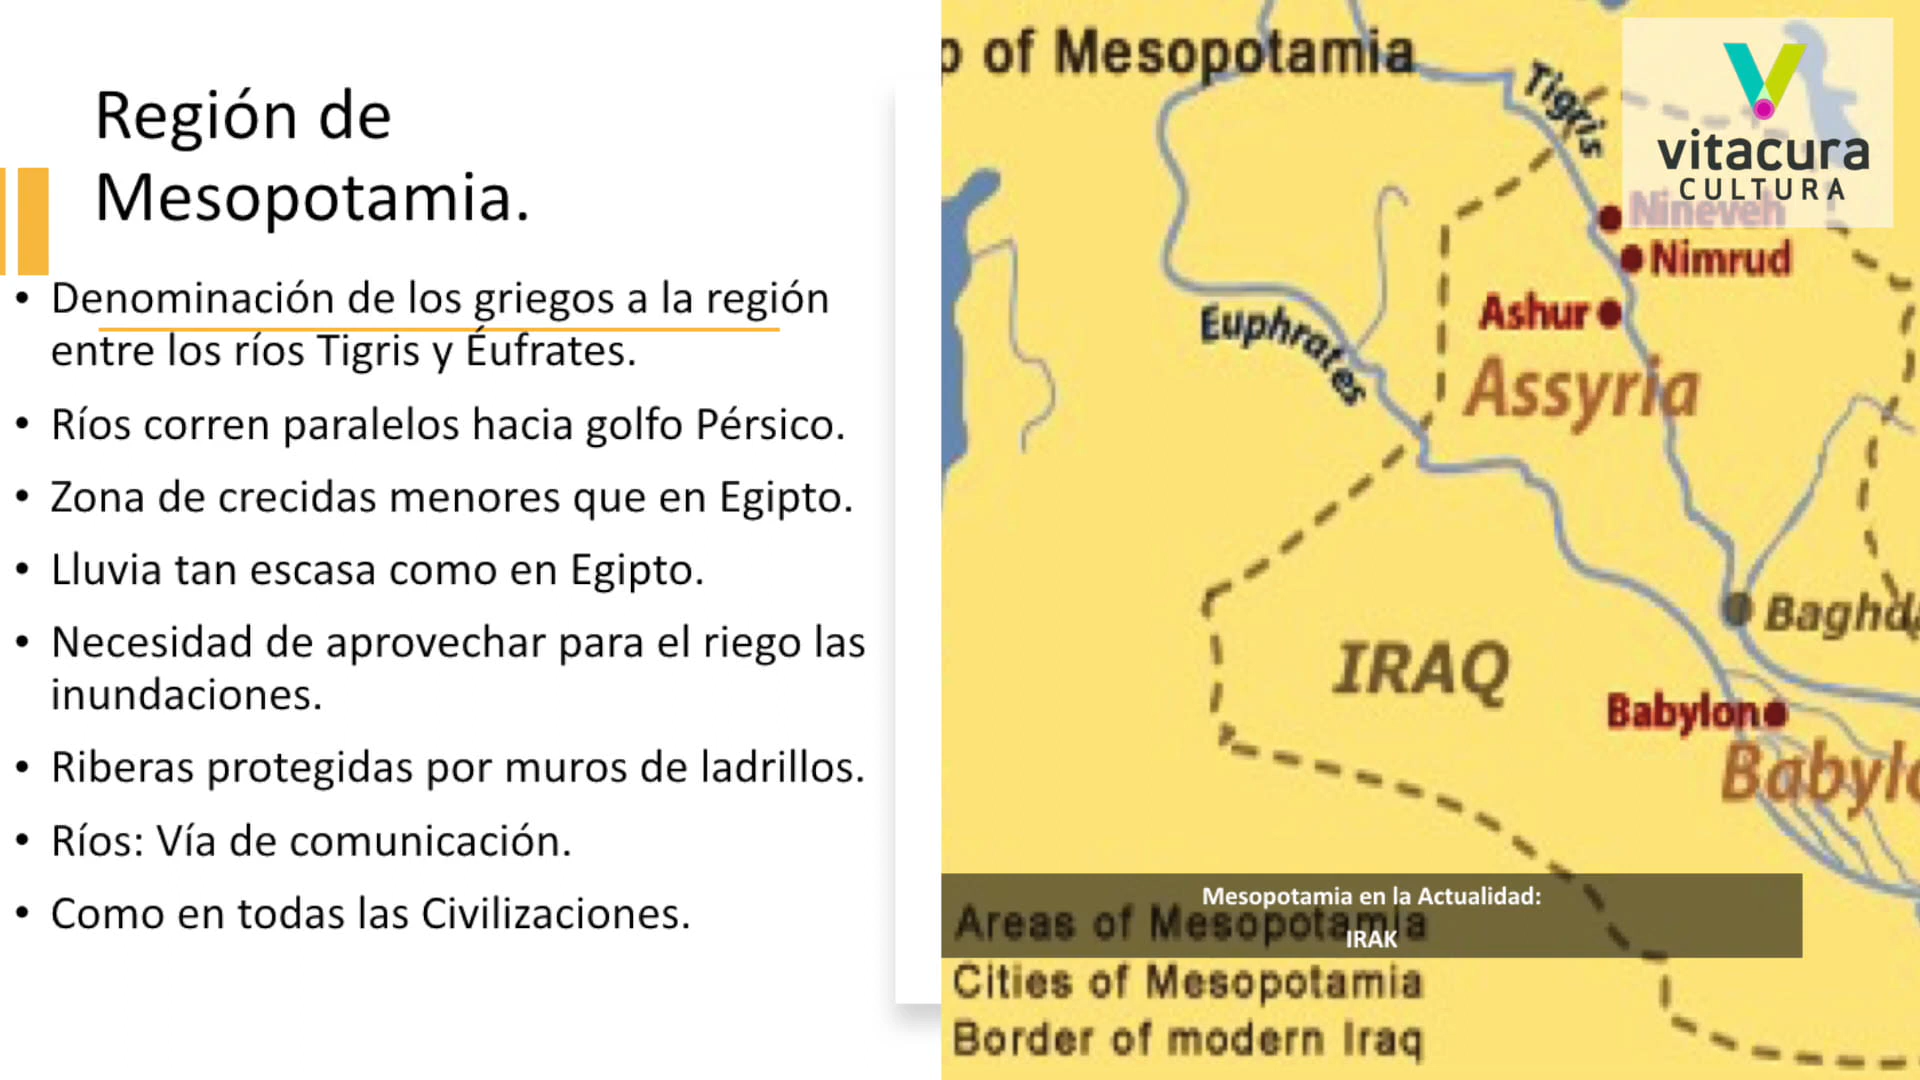 Región de
Mesopotamia.
• Denominación de los griegos a la región
entre los ríos Tigris y Éufrates.
• Ríos corren paralelos hacia golfo Pérsico.
• Zona de crecidas menores que en Egipto.
• Lluvia tan escasa como en Egipto.
• Necesidad de aprovechar para el riego las
inundaciones.
• Riberas protegidas por muros de ladrillos.
• Ríos: Vía de comunicación.
• Como en todas las Civilizaciones.
of Mesopotamia
Tigris
vitacura
CULTURA
Nineveh
Nimrud
Ashur
Euphrates
Assyria
Baghd
IRAQ
Babylon
Babylo
Mesopotamia en la Actualidad:
IRAK
Areas of Mesopotamia
Cities of Mesopotamia
Border of modern Iraq